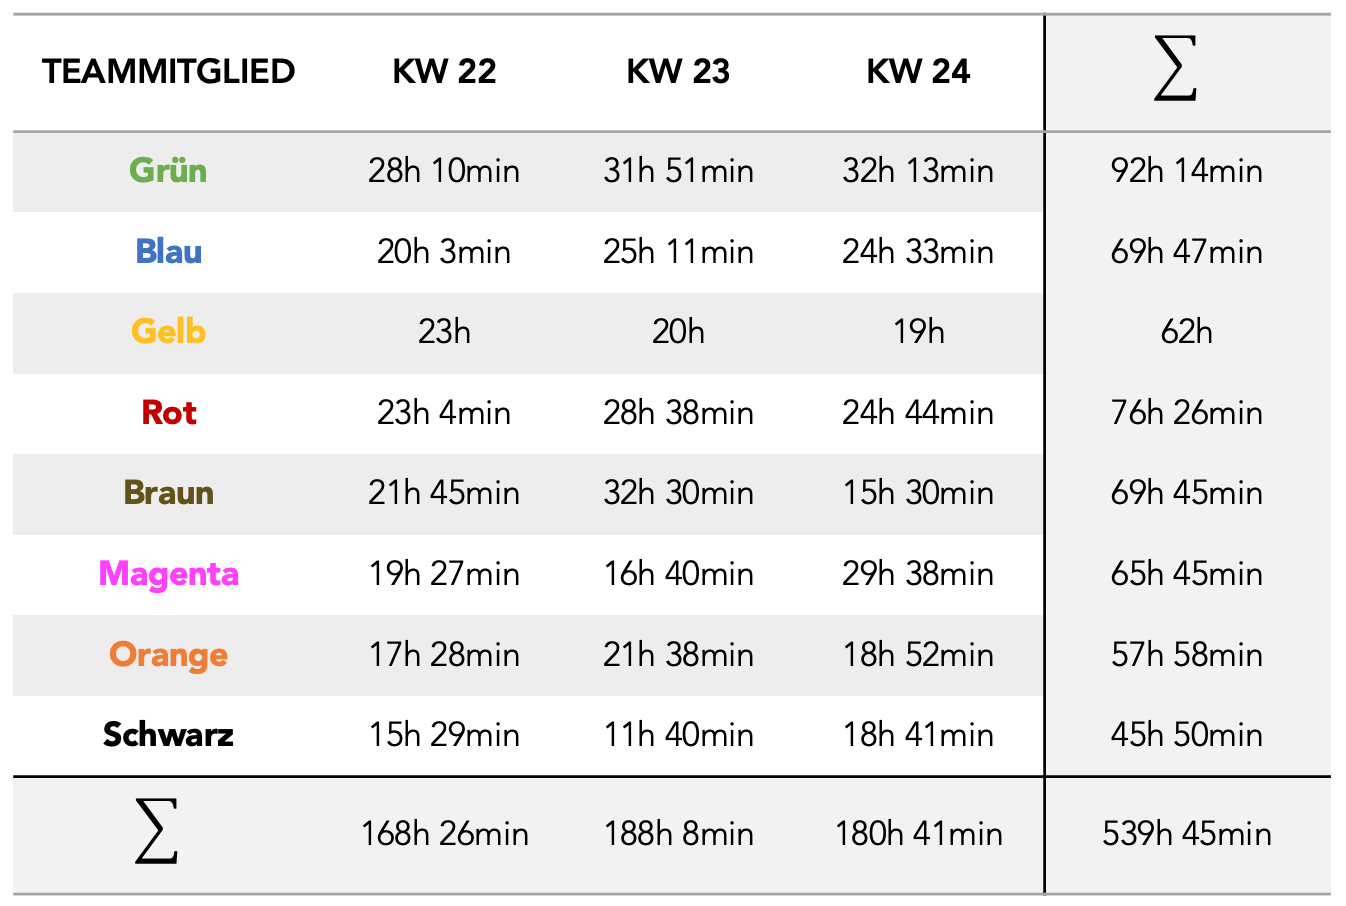 TEAMMITGLIED KW 22 KW 23 KW 24 ∑
Grün 28h 10min 31h 51min 32h 13min 92h 14min
Blau 20h 3min 25h 11min 24h 33min 69h 47min
Gelb 23h 20h 19h 62h
Rot 23h 4min 28h 38min 24h 44min 76h 26min
Braun 21h 45min 32h 30min 15h 30min 69h 45min
Magenta 19h 27min 16h 40min 29h 38min 65h 45min
Orange 17h 28min 21h 38min 18h 52min 57h 58min
Schwarz 15h 29min 11h 40min 18h 41min 45h 50min
∑ 168h 26min 188h 8min 180h 41min 539h 45min